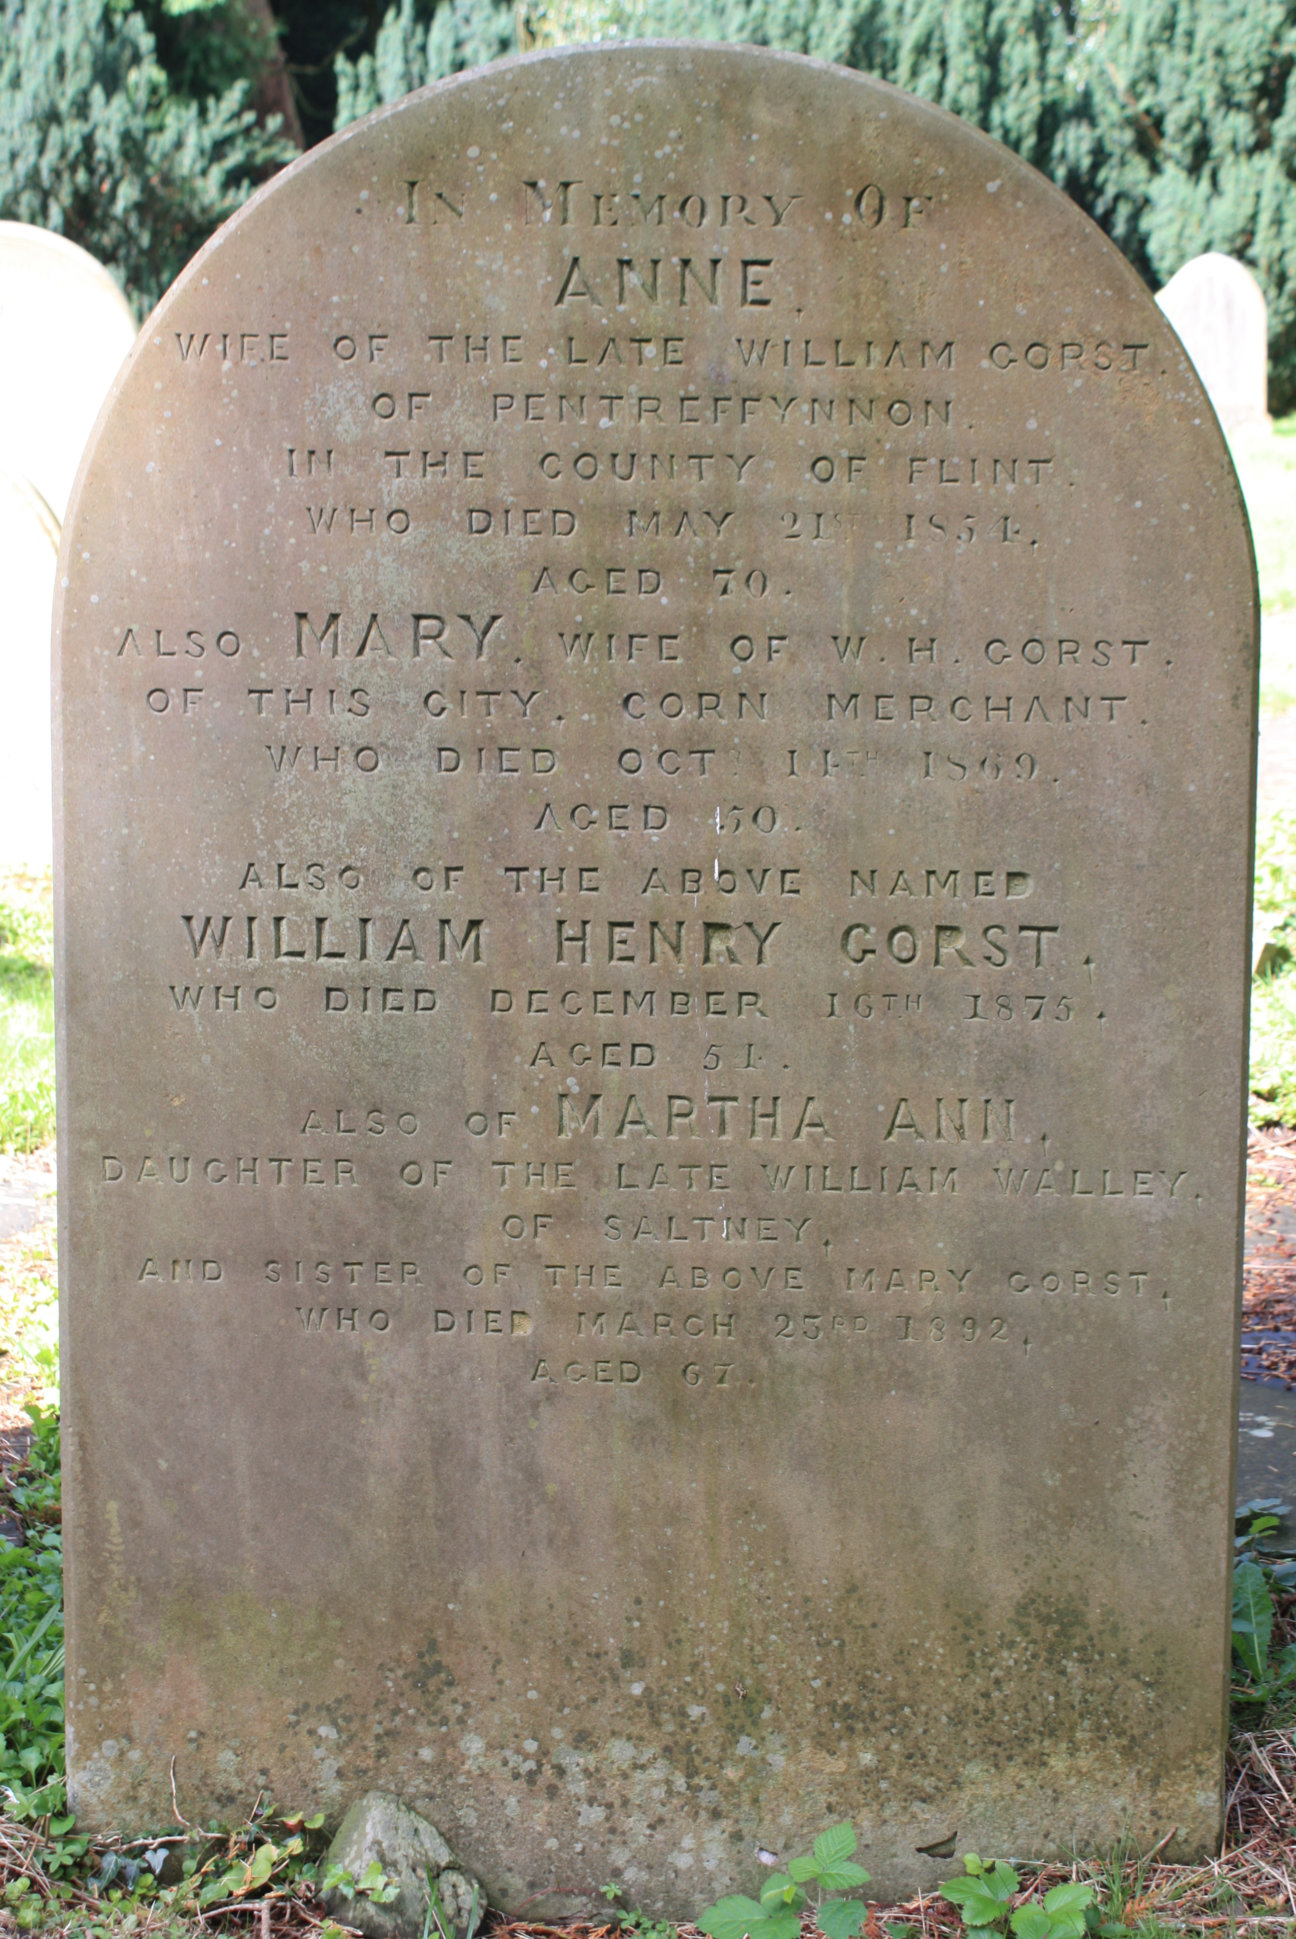 IN MEMORY OF
ANNE,
WIFE OF THE LATE WILLIAM GORST,
OF PENTREFFYNNON,
IN THE COUNTY OF FLINT,
WHO DIED MAY 21ST 1854,
AGED 70.
ALSO MARY, WIFE OF W. H. GORST,
OF THIS CITY, CORN MERCHANT,
WHO DIED OCTR 14TH 1869,
AGED 50.
ALSO OF THE ABOVE NAMED
WILLIAM HENRY GORST,
WHO DIED DECEMBER 16TH 1875,
AGED 54.
ALSO OF MARTHA ANN,
DAUGHTER OF THE LATE WILLIAM WALLEY,
OF SALTNEY,
AND SISTER OF THE ABOVE MARY GORST,
WHO DIED MARCH 23RD 1892,
AGED 67.